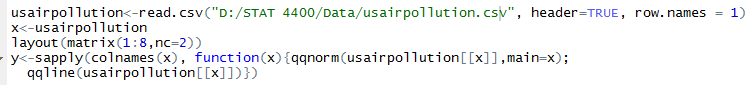 usairpollution<-read.csv("D:/STAT 4400/Data/usairpollution.csv", header=TRUE, row.names = 1)
x<-usairpollution
layout(matrix(1:8,nc=2))
y<-sapply(colnames(x), function(x){qqnorm(usairpollution[[x]],main=x);
qqline(usairpollution[[x]])})